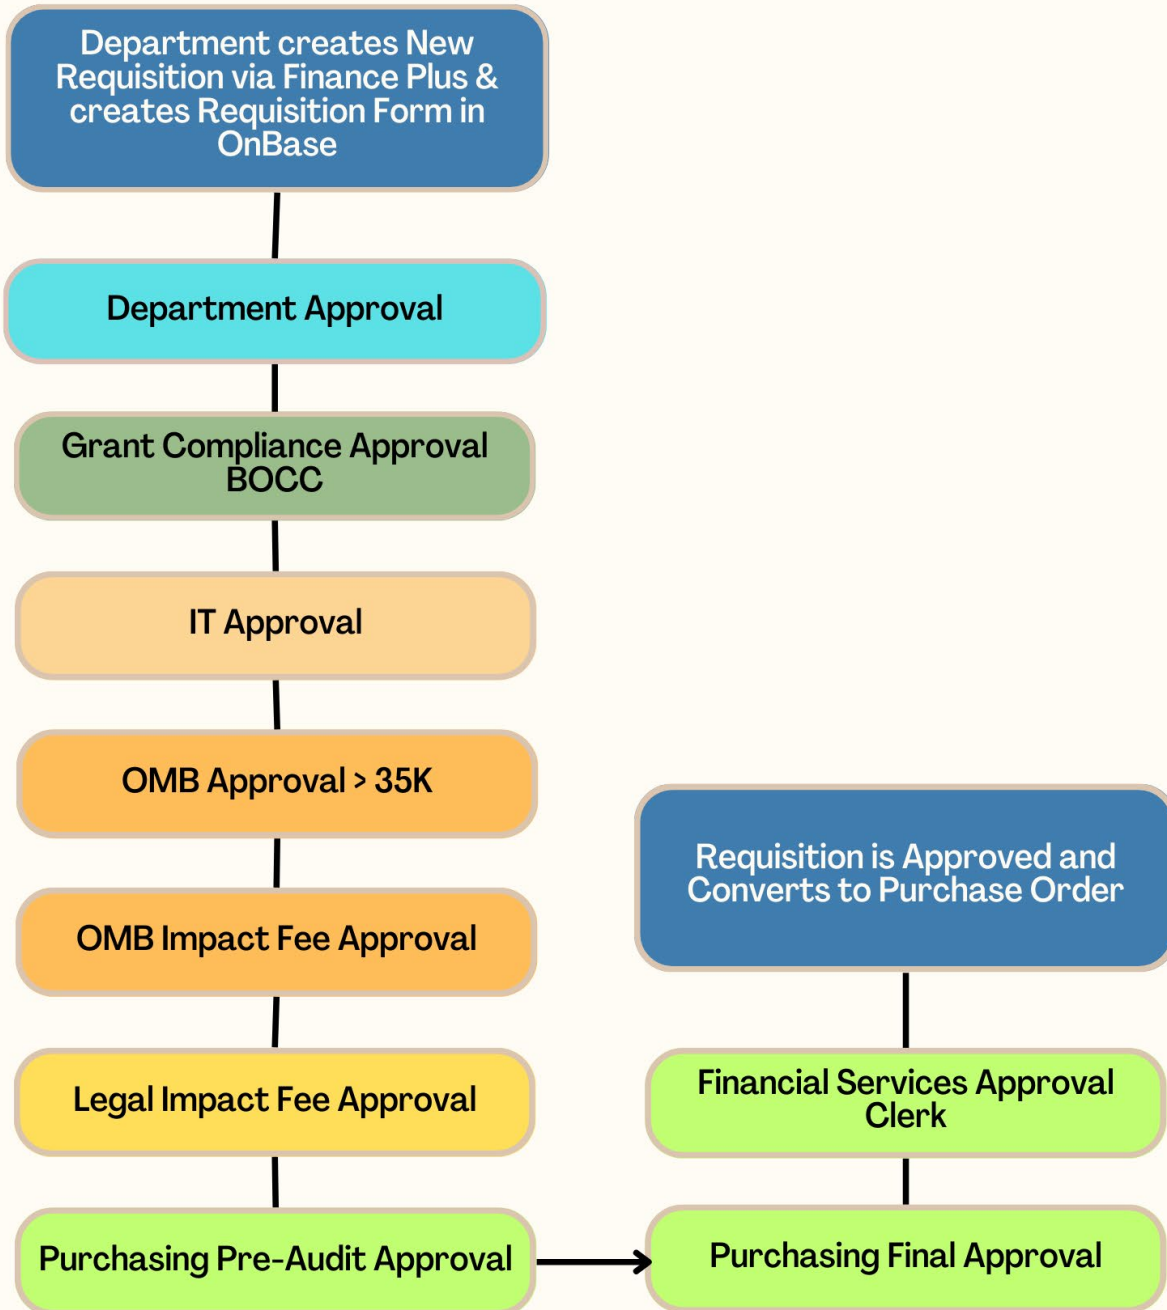 Department creates New
Requisition via Finance Plus &
creates Requisition Form in
OnBase
Department Approval
Grant Compliance Approval
BOCC
IT Approval
OMB Approval > 35K
OMB Impact Fee Approval
Legal Impact Fee Approval
Purchasing Pre-Audit Approval
Purchasing Final Approval
Financial Services Approval
Clerk
Requisition is Approved and
Converts to Purchase Order